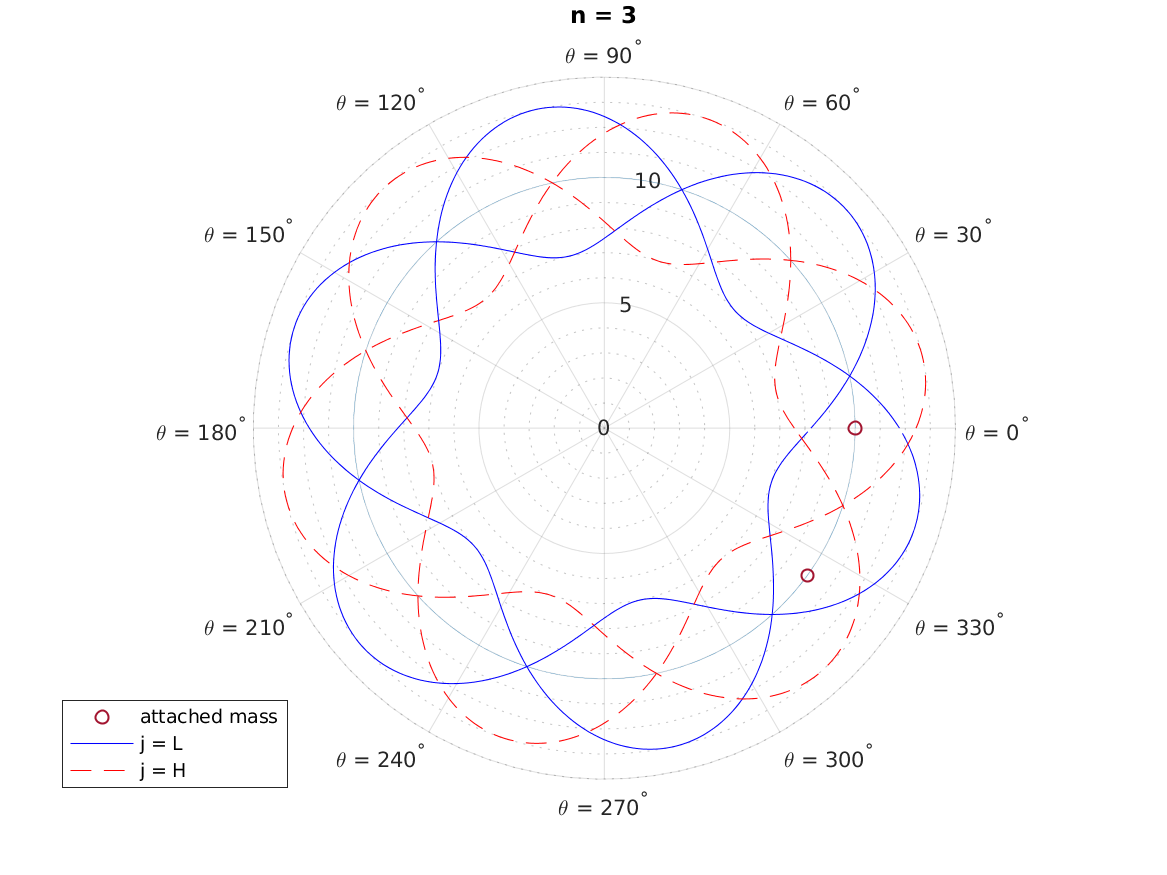 n = 3
θ = 90°
θ = 120°
θ = 60°
θ = 150°
10
θ = 30°
5
θ = 180°
0
θ = 0°
θ = 210°
θ = 330°
attached mass
j = L
j = H
θ = 240°
θ = 300°
θ = 270°